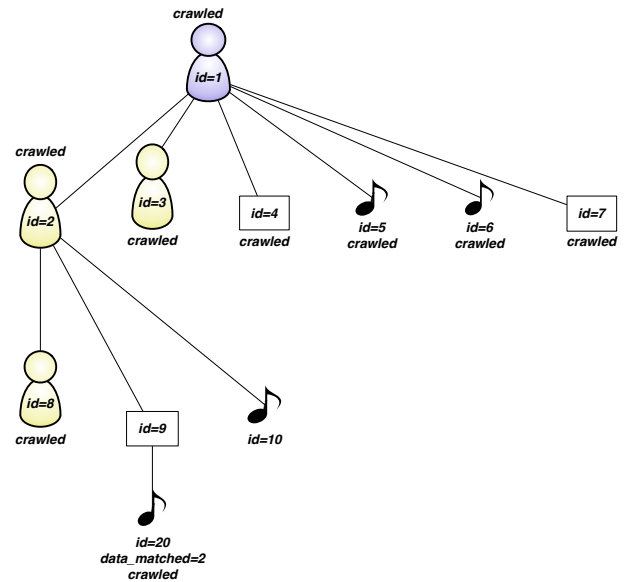 crawled
id=1
crawled
id=2
id=3
crawled
id=4
crawled
id=5
crawled
id=6
crawled
id=7
crawled
id=8
crawled
id=9
id=10
id=20
data_matched=2
crawled